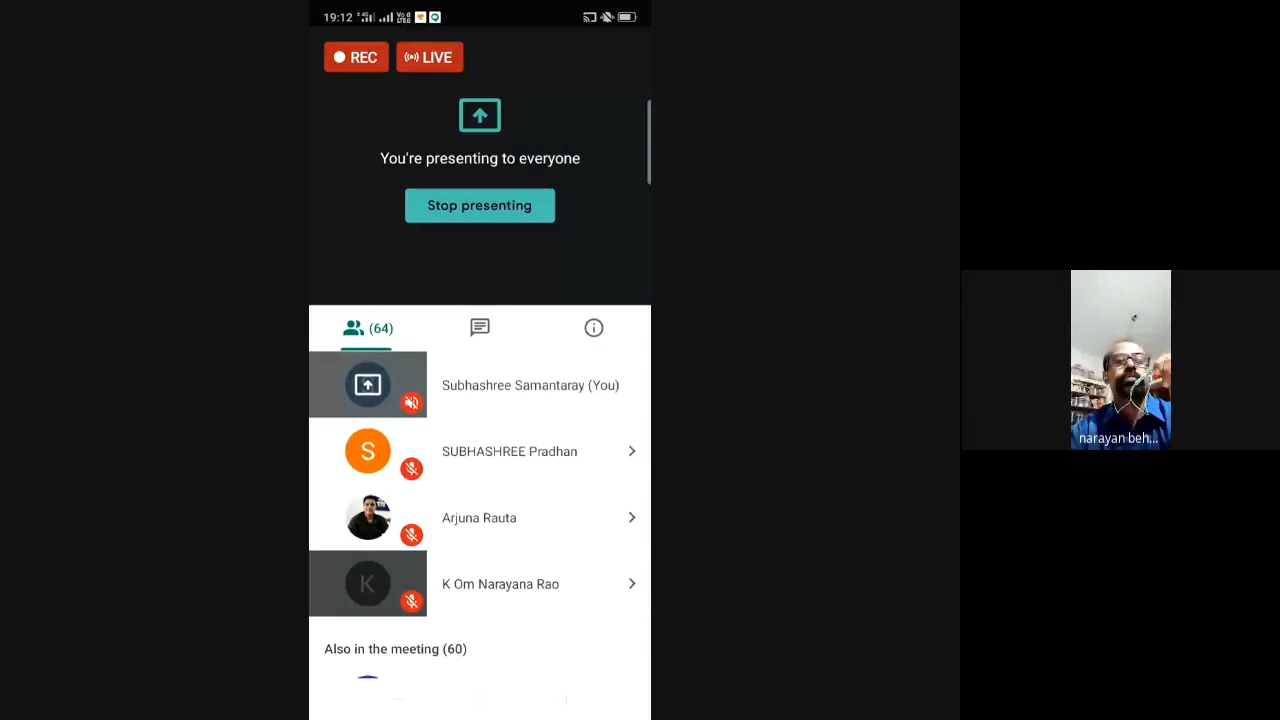 19:12
REC
LIVE
You're presenting to everyone
Stop presenting
(64)
Subhashree Samantaray (You)
S
SUBHASHREE Pradhan
Arjuna Rauta
K
K Om Narayana Rao
Also in the meeting (60)
narayan beh...